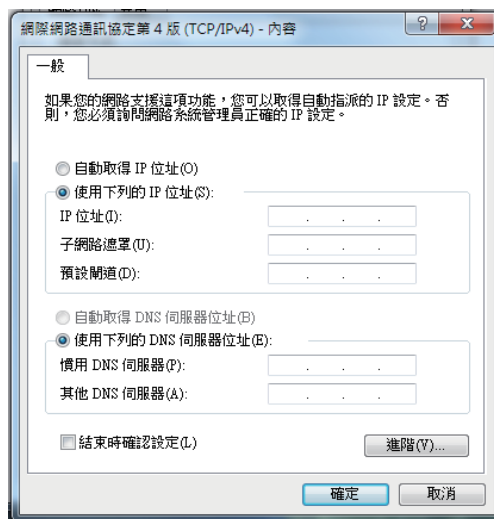 網際網路通訊協定第 4 版 (TCP/IPv4) - 內容
一般
如果您的網路支援這項功能，您可以取得自動指派的 IP 設定。否
則，您必須詢問網路系統管理員正確的 IP 設定。
自動取得 IP 位址(O)
使用下列的 IP 位址(S):
IP 位址(I):
子網路遮罩(U):
預設閘道(D):
自動取得 DNS 伺服器位址(B)
使用下列的 DNS 伺服器位址(E):
慣用 DNS 伺服器(P):
其他 DNS 伺服器(A):
結束時確認設定(L)
進階(V)...
確定
取消